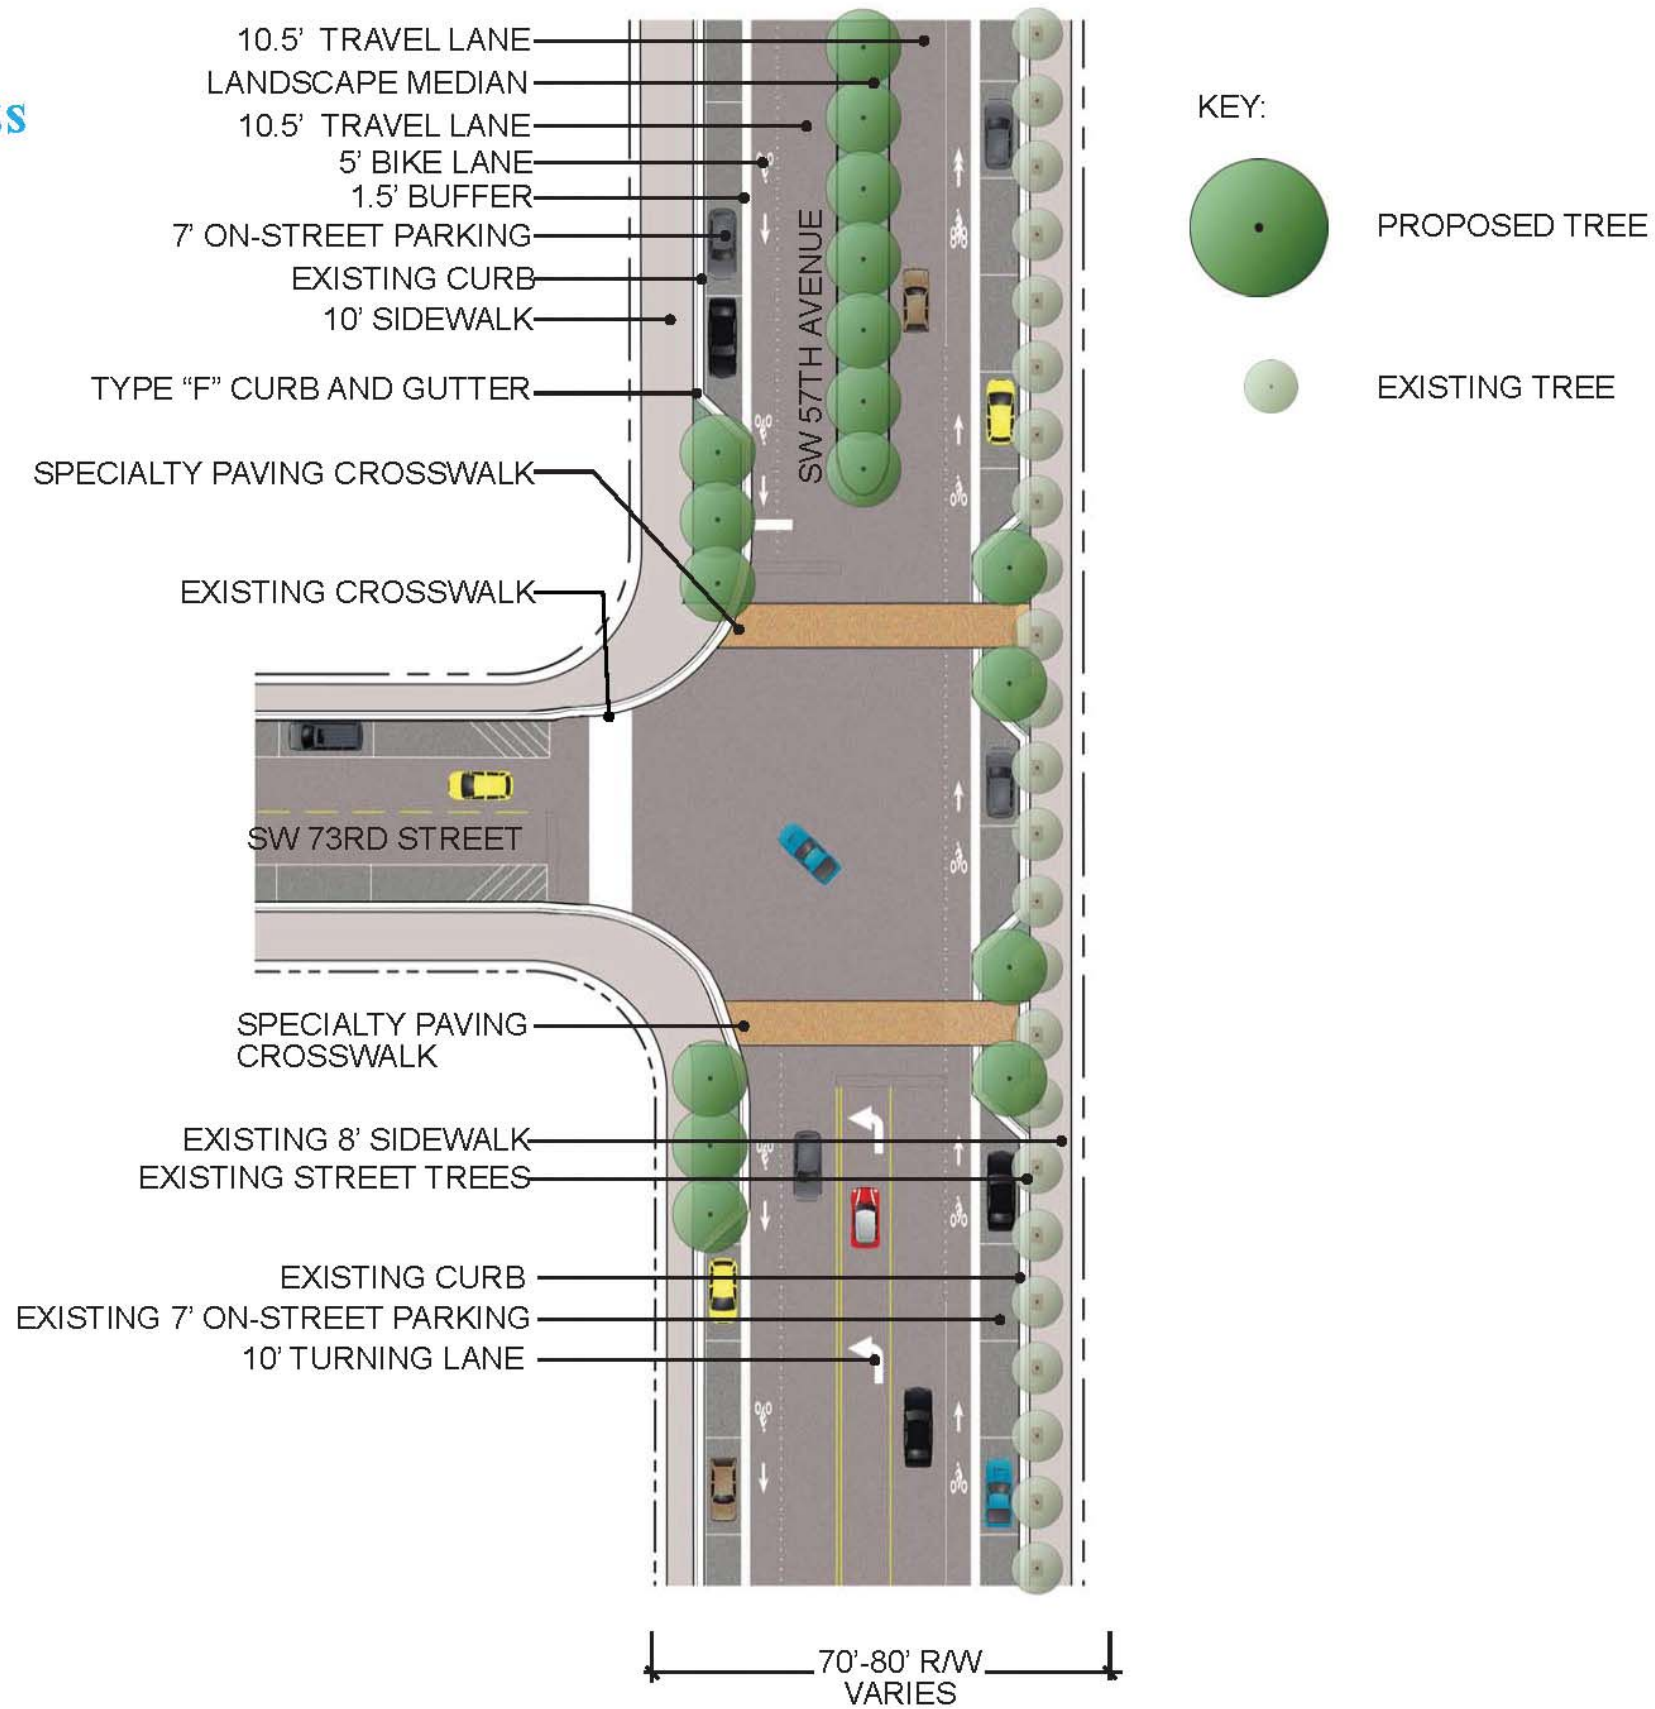 10.5' TRAVEL LANE
LANDSCAPE MEDIAN
10.5' TRAVEL LANE
5' BIKE LANE
1.5' BUFFER
7' ON-STREET PARKING
EXISTING CURB
10' SIDEWALK
TYPE “F” CURB AND GUTTER
SPECIALTY PAVING CROSSWALK
EXISTING CROSSWALK
SW 57TH AVENUE
SW 73RD STREET
SPECIALTY PAVING
CROSSWALK
EXISTING 8' SIDEWALK
EXISTING STREET TREES
EXISTING CURB
EXISTING 7' ON-STREET PARKING
10' TURNING LANE
70'-80' R/W
VARIES
KEY:
PROPOSED TREE
EXISTING TREE